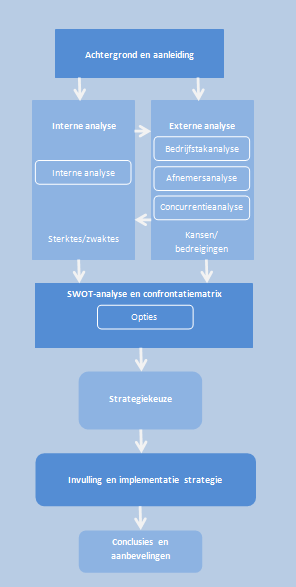 Achtergrond en aanleiding
Interne analyse
Interne analyse
Sterktes/zwaktes
Externe analyse
Bedrijfstakanalyse
Afnemersanalyse
Concurrentieanalyse
Kansen/
bedreigingen
SWOT-analyse en confrontatiematrix
Opties
Strategiekeuze
Invulling en implementatie strategie
Conclusies en
aanbevelingen